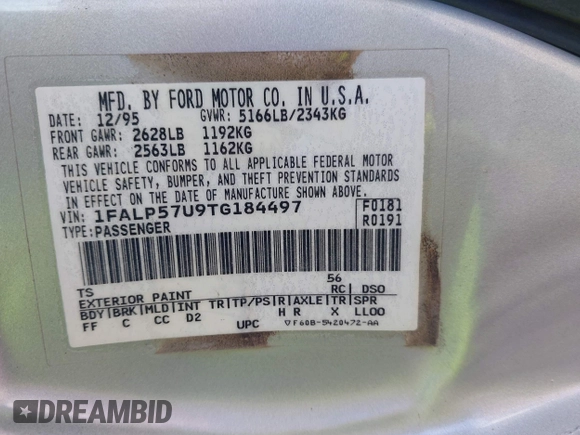 MFD. BY FORD MOTOR CO. IN U.S.A.
DATE: 12/95 GVWR: 5166LB/2343KG
FRONT GAWR: 2628LB 1192KG
REAR GAWR: 2563LB 1162KG
THIS VEHICLE CONFORMS TO ALL APPLICABLE FEDERAL MOTOR
VEHICLE SAFETY, BUMPER, AND THEFT PREVENTION STANDARDS
IN EFFECT ON THE DATE OF MANUFACTURE SHOWN ABOVE.
VIN: 1FALP57U9TG184497 F0181
TYPE: PASSENGER R0191
56
TS RC DSO
EXTERIOR PAINT
BDY BRK MLD INT TR TP/PS R AXLE TR SPR
FF C CC D2 H R X LLOO
UPC ▽F60B-5420472-AA
DREAMBID